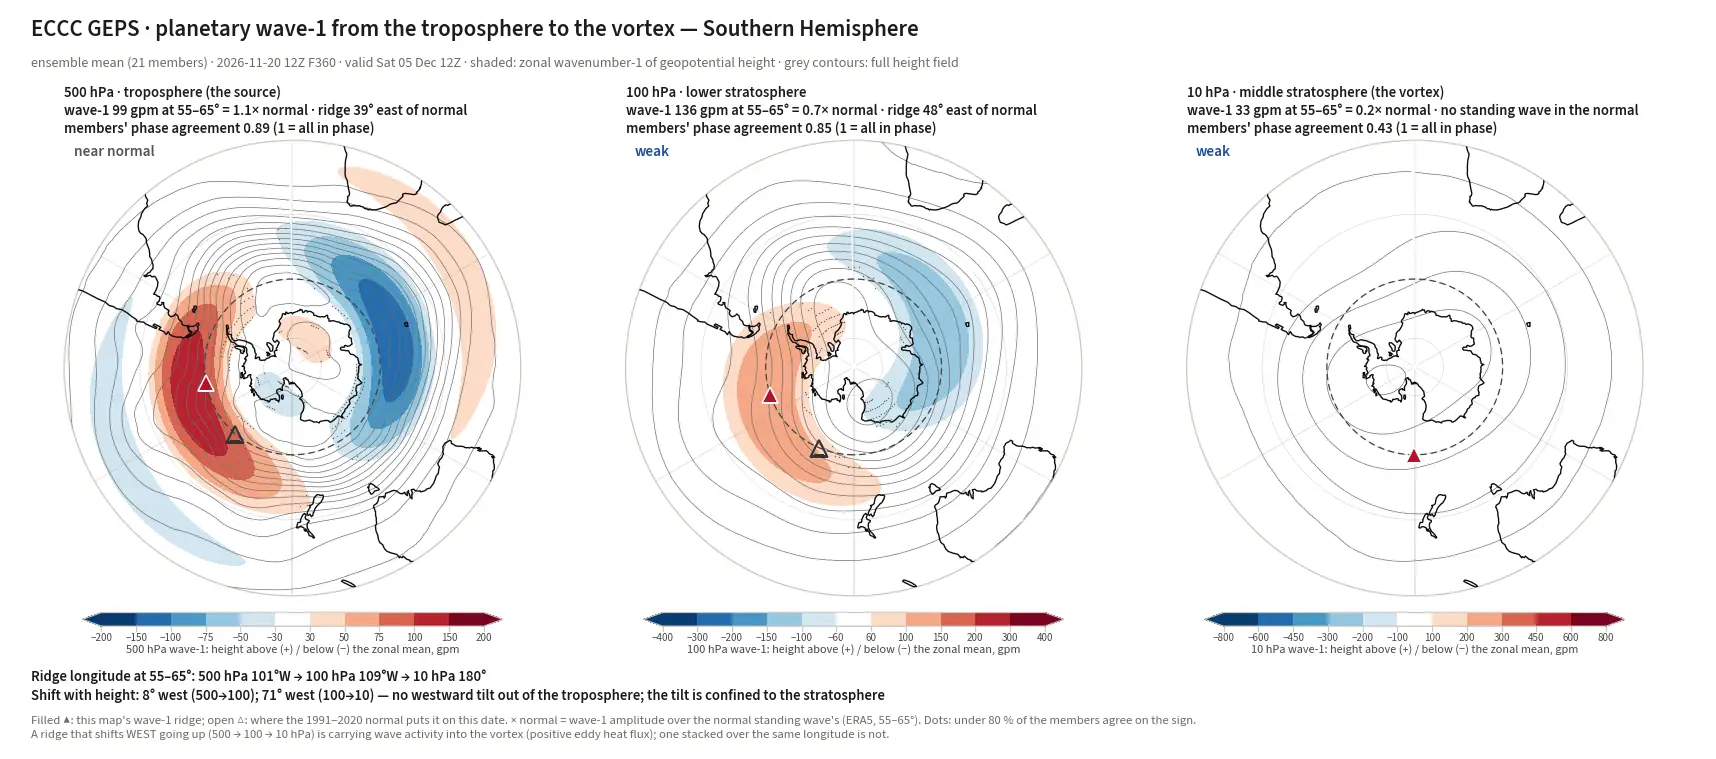 ECCC GEPS · planetary wave-1 from the troposphere to the vortex — Southern Hemisphere
ensemble mean (21 members) · 2026-11-20 12Z F360 · valid Sat 05 Dec 12Z · shaded: zonal wavenumber-1 of geopotential height · grey contours: full height field
500 hPa · troposphere (the source)
wave-1 99 gpm at 55–65° = 1.1× normal · ridge 39° east of normal
members' phase agreement 0.89 (1 = all in phase)
near normal
100 hPa · lower stratosphere
wave-1 136 gpm at 55–65° = 0.7× normal · ridge 48° east of normal
members' phase agreement 0.85 (1 = all in phase)
weak
10 hPa · middle stratosphere (the vortex)
wave-1 33 gpm at 55–65° = 0.2× normal · no standing wave in the normal
members' phase agreement 0.43 (1 = all in phase)
weak
−200 −150 −100 −75 −50 −30 30 50 75 100 150 200
500 hPa wave-1: height above (+) / below (−) the zonal mean, gpm
−400 −300 −200 −150 −100 −60 60 100 150 200 300 400
100 hPa wave-1: height above (+) / below (−) the zonal mean, gpm
−800 −600 −450 −300 −200 −100 100 200 300 450 600 800
10 hPa wave-1: height above (+) / below (−) the zonal mean, gpm
Ridge longitude at 55–65°: 500 hPa 101°W → 100 hPa 109°W → 10 hPa 180°
Shift with height: 8° west (500→100); 71° west (100→10) — no westward tilt out of the troposphere; the tilt is confined to the stratosphere
Filled ▲: this map's wave-1 ridge; open △: where the 1991–2020 normal puts it on this date. × normal = wave-1 amplitude over the normal standing wave's (ERA5, 55–65°). Dots: under 80 % of the members agree on the sign.
A ridge that shifts WEST going up (500 → 100 → 10 hPa) is carrying wave activity into the vortex (positive eddy heat flux); one stacked over the same longitude is not.